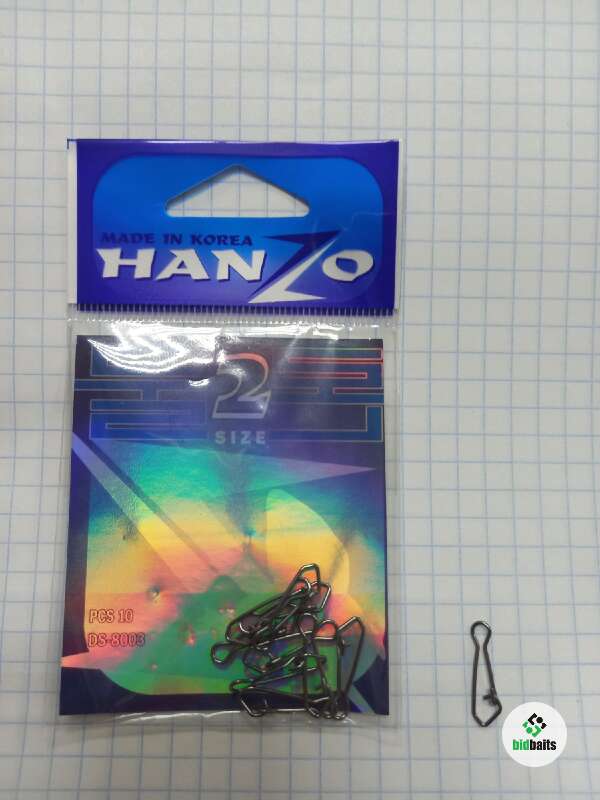 MADE IN KOREA
HANZO
2
SIZE
PCS 10
DS-8003
bidbaits